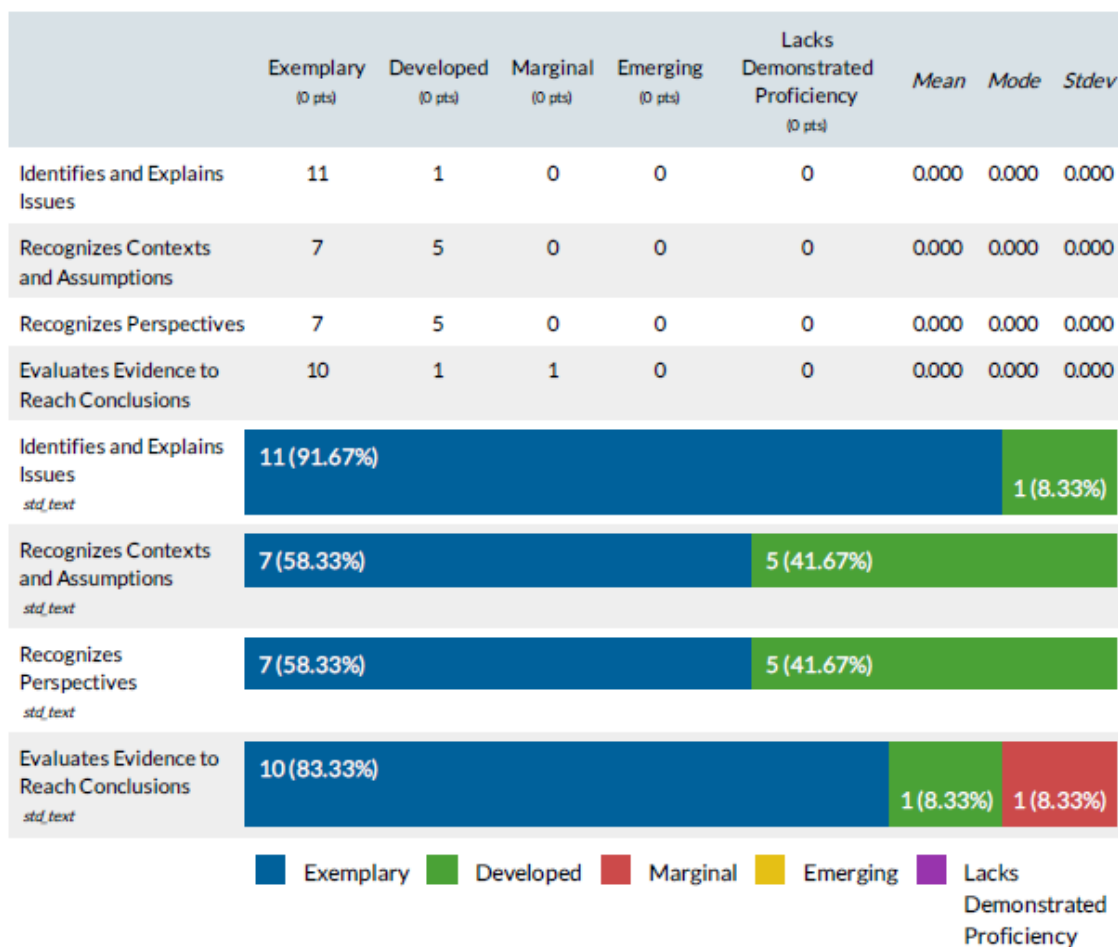 Exemplary Developed Marginal Emerging Lacks Demonstrated Proficiency Mean Mode Stdev
(0 pts) (0 pts) (0 pts) (0 pts) (0 pts)
Identifies and Explains 11 1 0 0 0 0.000 0.000 0.000
Issues
Recognizes Contexts 7 5 0 0 0 0.000 0.000 0.000
and Assumptions
Recognizes Perspectives 7 5 0 0 0 0.000 0.000 0.000
Evaluates Evidence to 10 1 1 0 0 0.000 0.000 0.000
Reach Conclusions
Identifies and Explains 11 (91.67%)
Issues 1 (8.33%)
std_text
Recognizes Contexts 7 (58.33%) 5 (41.67%)
and Assumptions
std_text
Recognizes 7 (58.33%) 5 (41.67%)
Perspectives
std_text
Evaluates Evidence to 10 (83.33%)
Reach Conclusions 1 (8.33%) 1 (8.33%)
std_text
Exemplary Developed Marginal Emerging Lacks
Demonstrated
Proficiency